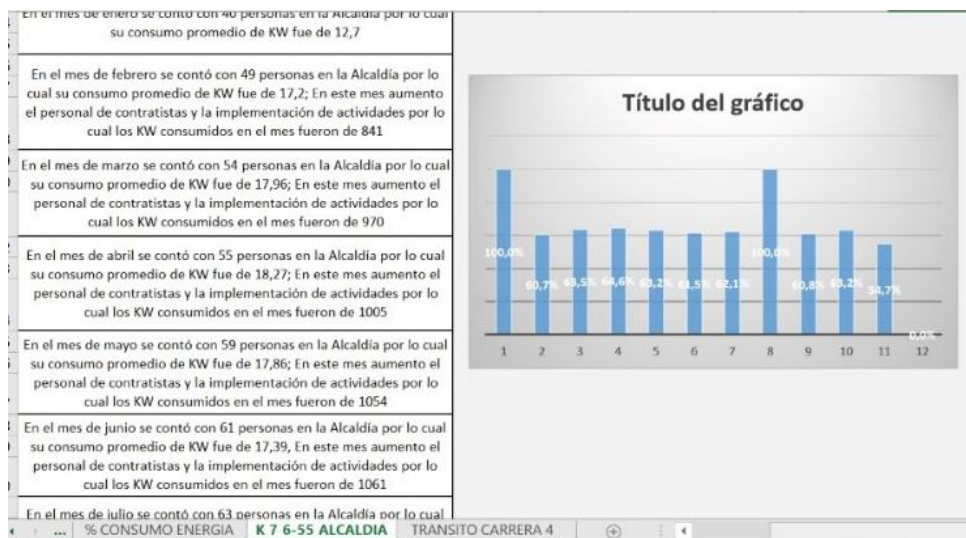 En el mes de enero se contó con 40 personas en la Alcaldía por lo cual
su consumo promedio de KW fue de 12,7
En el mes de febrero se contó con 49 personas en la Alcaldía por lo
cual su consumo promedio de KW fue de 17,2; En este mes aumento
el personal de contratistas y la implementación de actividades por lo
cual los KW consumidos en el mes fueron de 841
En el mes de marzo se contó con 54 personas en la Alcaldía por lo cual
su consumo promedio de KW fue de 17,96; En este mes aumento el
personal de contratistas y la implementación de actividades por lo
cual los KW consumidos en el mes fueron de 970
En el mes de abril se contó con 55 personas en la Alcaldía por lo cual
su consumo promedio de KW fue de 18,27; En este mes aumento el
personal de contratistas y la implementación de actividades por lo
cual los KW consumidos en el mes fueron de 1005
En el mes de mayo se contó con 59 personas en la Alcaldía por lo cual
su consumo promedio de KW fue de 17,86; En este mes aumento el
personal de contratistas y la implementación de actividades por lo
cual los KW consumidos en el mes fueron de 1054
En el mes de junio se contó con 61 personas en la Alcaldía por lo cual
su consumo promedio de KW fue de 17,39, En este mes aumento el
personal de contratistas y la implementación de actividades por lo
cual los KW consumidos en el mes fueron de 1061
En el mes de julio se contó con 63 personas en la Alcaldía por lo cual
Título del gráfico
100,0% 60,7% 63,5% 64,6% 63,2% 61,5% 62,1% 100,0% 60,8% 63,2% 54,7% 0,0%
1 2 3 4 5 6 7 8 9 10 11 12
... % CONSUMO ENERGIA K 7 6-55 ALCALDIA TRANSITO CARRERA 4